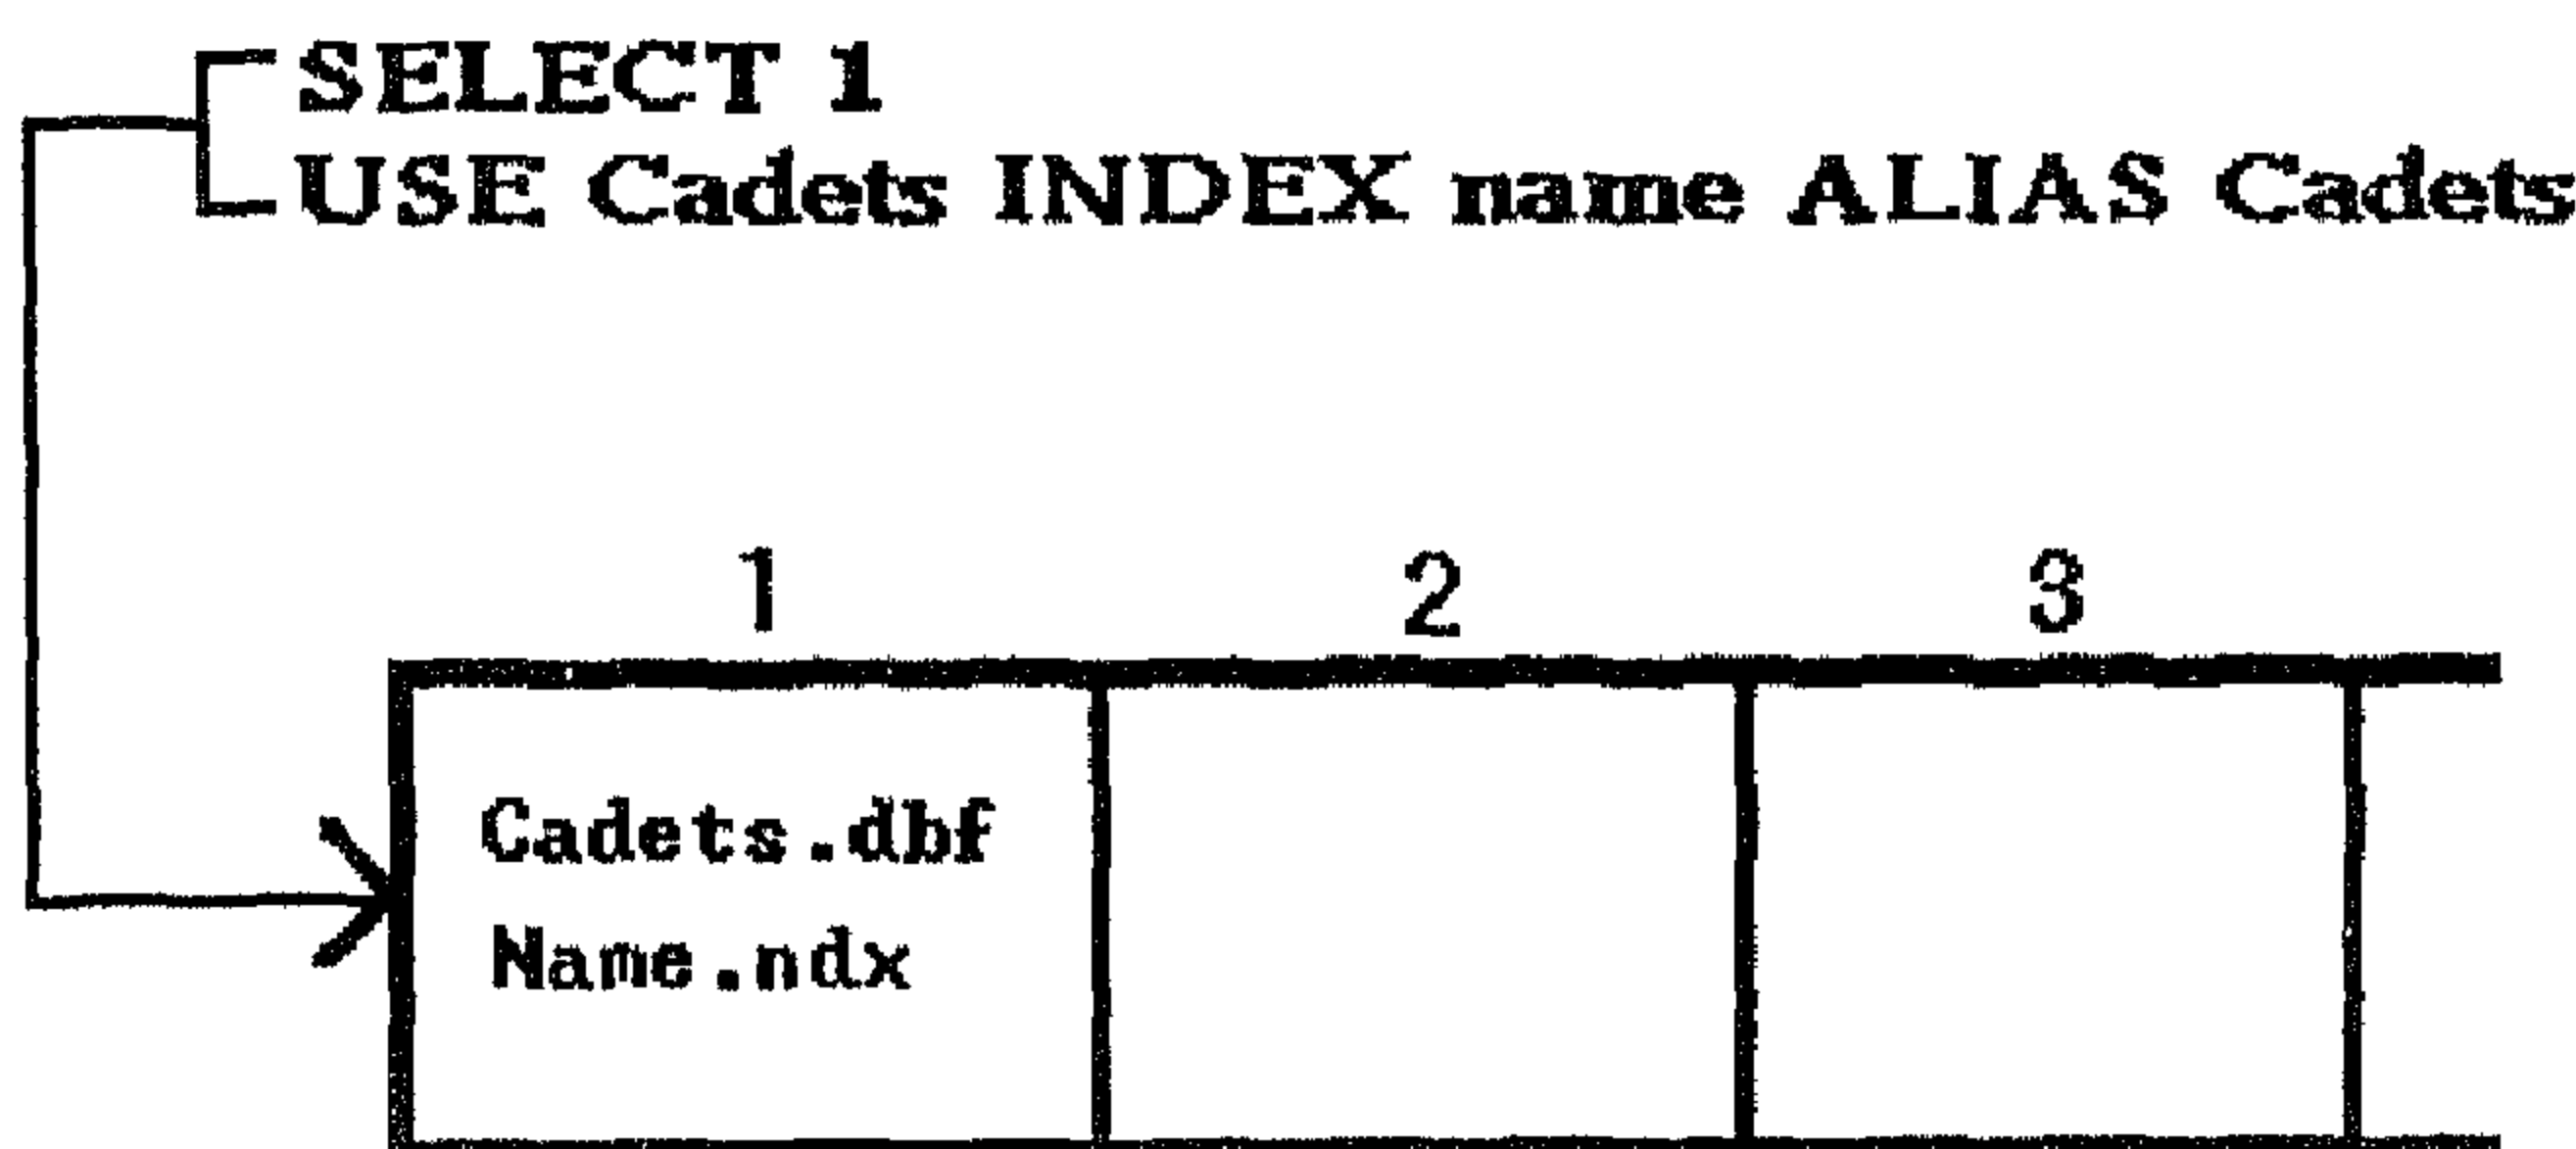 SELECT 1
USE Cadets INDEX name ALIAS Cadets
1 2 3
Cadets.dbf
Name.ndx